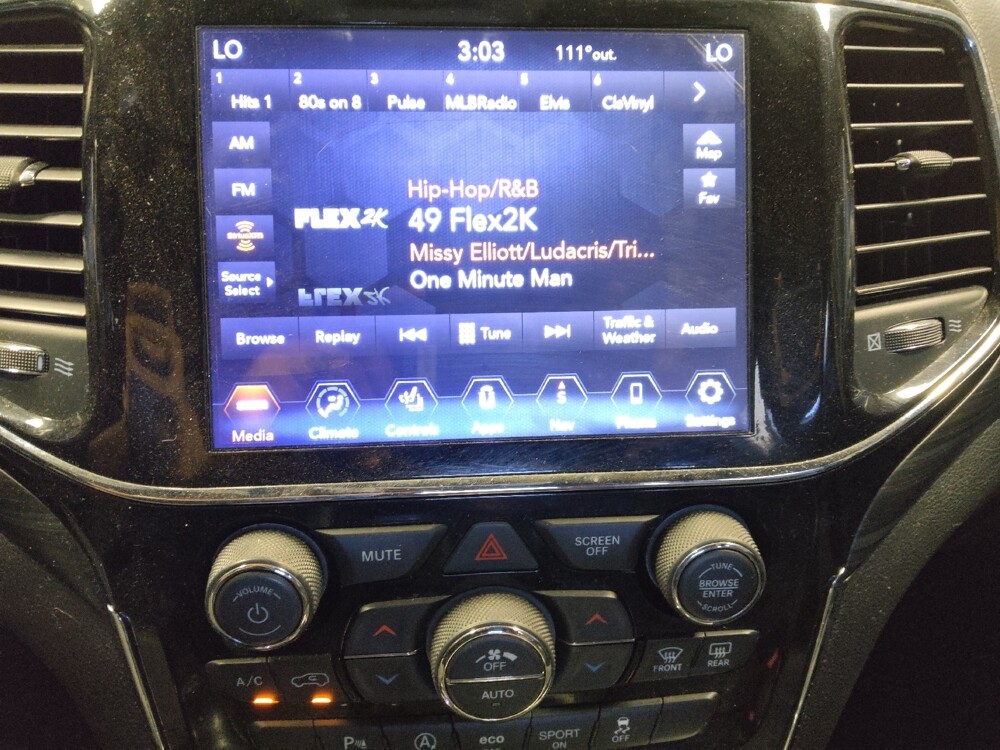 LO 3:03 111° out. LO
1 2 3 4 5 6
Hits 1 80s on 8 Pulse MLBRadio Elvis ClsVinyl
AM
Map
FM
Fav
Hip-Hop/R&B
FLEX2K 49 Flex2K
SiriusXM
Missy Elliott/Ludacris/Tri...
Source
Select
One Minute Man
Browse Replay Tune Traffic &
Weather Audio
S
Media Climate Controls Apps Nav Phone Settings
MUTE
SCREEN
OFF
VOLUME
TUNE
BROWSE
ENTER
SCROLL
OFF
AUTO
FRONT REAR
A/C
P eco SPORT
ON
A
OFF